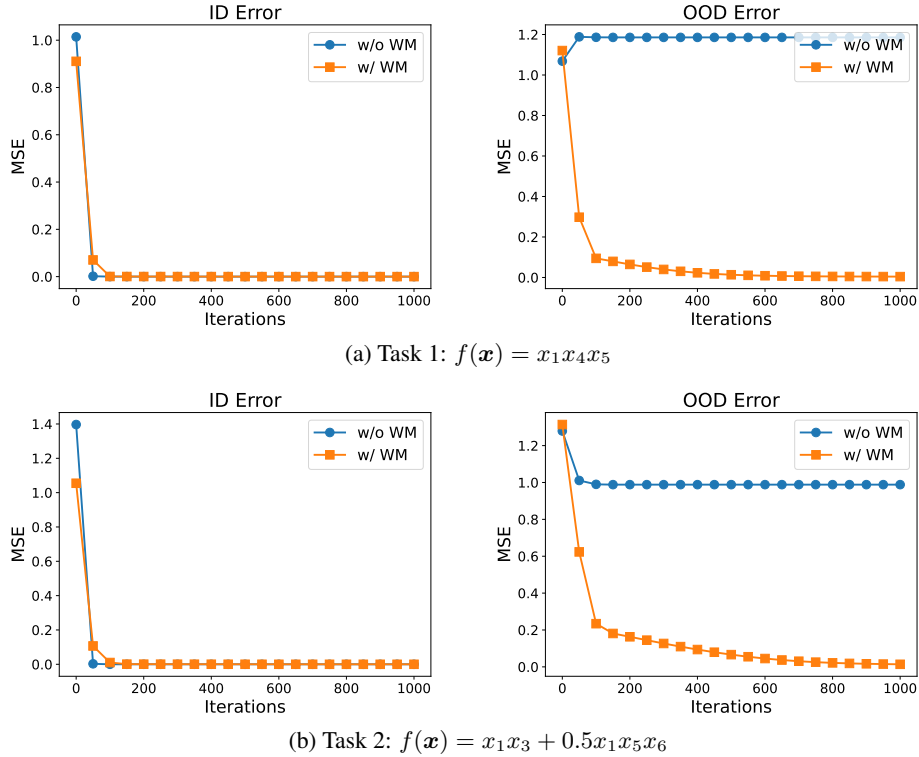 ID Error
MSE
1.0
0.8
0.6
0.4
0.2
0.0
0 200 400 600 800 1000
Iterations
w/o WM
w/ WM
OOD Error
MSE
1.2
1.0
0.8
0.6
0.4
0.2
0.0
0 200 400 600 800 1000
Iterations
w/o WM
w/ WM
(a) Task 1: f(x) = x₁x₄x₅
ID Error
MSE
1.4
1.2
1.0
0.8
0.6
0.4
0.2
0.0
0 200 400 600 800 1000
Iterations
w/o WM
w/ WM
OOD Error
MSE
1.2
1.0
0.8
0.6
0.4
0.2
0.0
0 200 400 600 800 1000
Iterations
w/o WM
w/ WM
(b) Task 2: f(x) = x₁x₃ + 0.5x₁x₅x₆